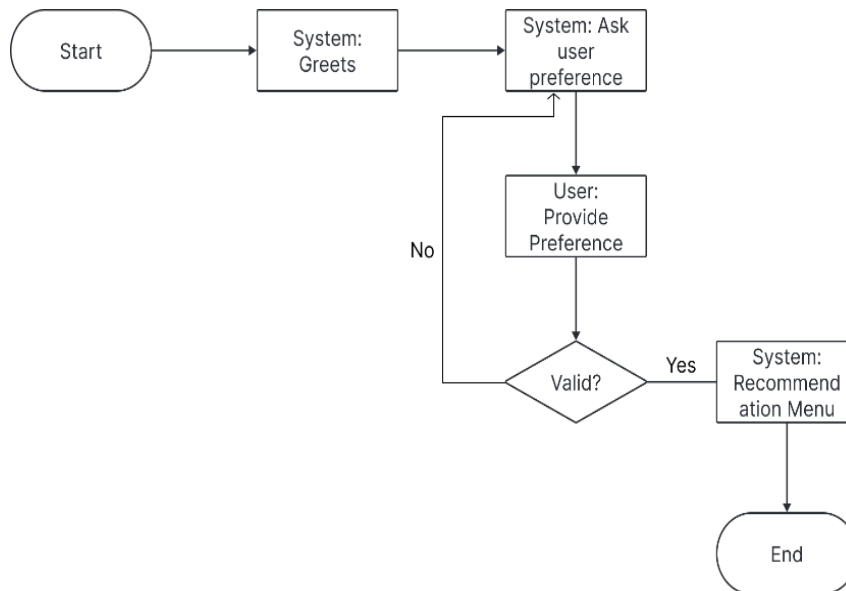 Start
System:
Greets
System: Ask
user
preference
User:
Provide
Preference
No
Valid?
Yes
System:
Recommend
ation Menu
End